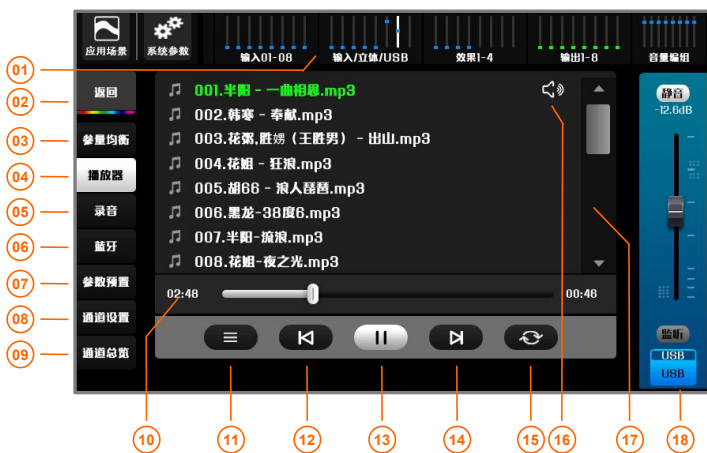 应用场景 系统参数 输入01-08 输入/立体/USB 效果1-4 输出1-8 音量编组
01
02 返回
03 参量均衡
04 播放器
05 录音
06 蓝牙
07 参数预置
08 通道设置
09 通道总览
001.半阳 - 一曲相思.mp3
002.韩寒 - 奉献.mp3
003.花粥,胜娚（王胜男） - 出山.mp3
004.花姐 - 狂浪.mp3
005.胡66 - 浪人琵琶.mp3
006.黑龙-38度6.mp3
007.半阳-流浪.mp3
008.花姐-夜之光.mp3
02:48 00:46
静音
-12.6dB
监听
USB
USB
10 11 12 13 14 15 16 17 18